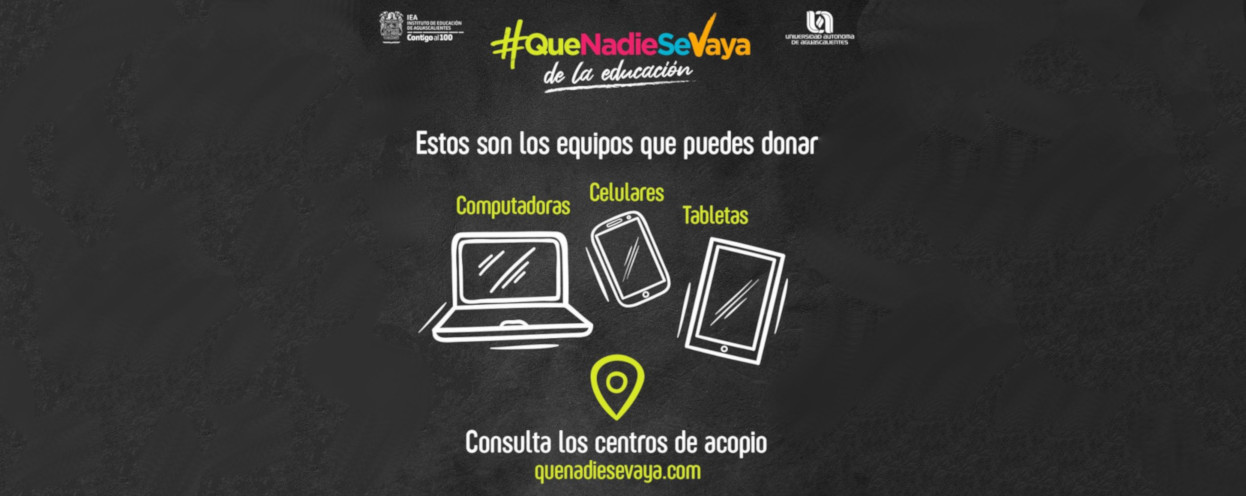 IEA
INSTITUTO DE EDUCACIÓN
DE AGUASCALIENTES
Contigo al 100
#QueNadieSeVaya
de la educación
UNIVERSIDAD AUTONOMA
DE AGUASCALIENTES
Estos son los equipos que puedes donar
Computadoras
Celulares
Tabletas
Consulta los centros de acopio
quenadiesevaya.com